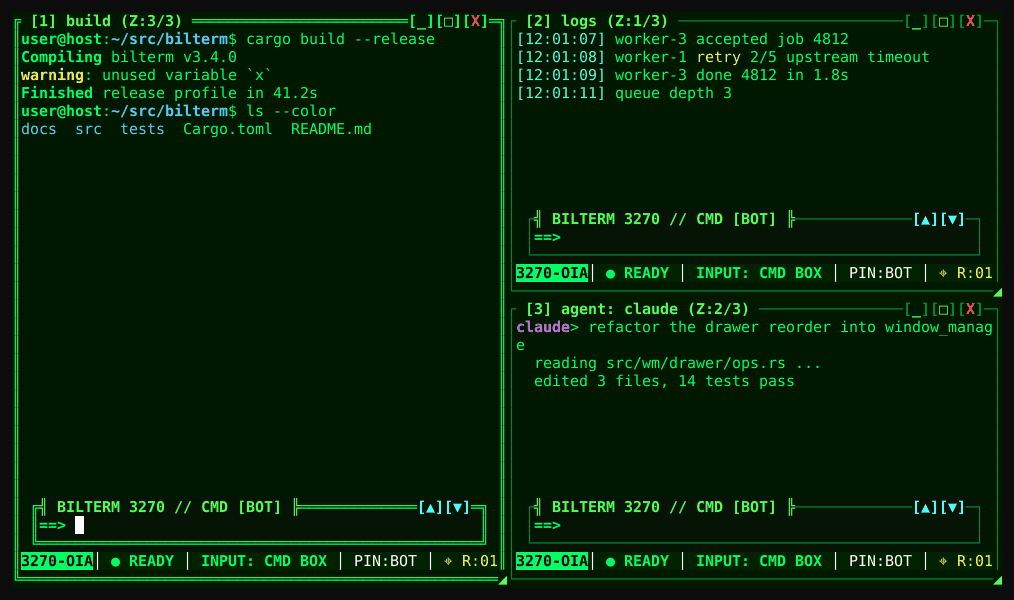 [1] build (Z:3/3) [_][□][X]
user@host:~/src/bilterm$ cargo build --release
Compiling bilterm v3.4.0
warning: unused variable `x`
Finished release profile in 41.2s
user@host:~/src/bilterm$ ls --color
docs  src  tests  Cargo.toml  README.md
BILTERM 3270 // CMD [BOT] [▲][▼]
==>
3270-OIA│ ● READY │ INPUT: CMD BOX │ PIN:BOT │ ⌖ R:01
[2] logs (Z:1/3) [_][□][X]
[12:01:07] worker-3 accepted job 4812
[12:01:08] worker-1 retry 2/5 upstream timeout
[12:01:09] worker-3 done 4812 in 1.8s
[12:01:11] queue depth 3
BILTERM 3270 // CMD [BOT] [▲][▼]
==>
3270-OIA│ ● READY │ INPUT: CMD BOX │ PIN:BOT │ ⌖ R:01
[3] agent: claude (Z:2/3) [_][□][X]
claude> refactor the drawer reorder into window_manag
e
  reading src/wm/drawer/ops.rs ...
  edited 3 files, 14 tests pass
BILTERM 3270 // CMD [BOT] [▲][▼]
==>
3270-OIA│ ● READY │ INPUT: CMD BOX │ PIN:BOT │ ⌖ R:01